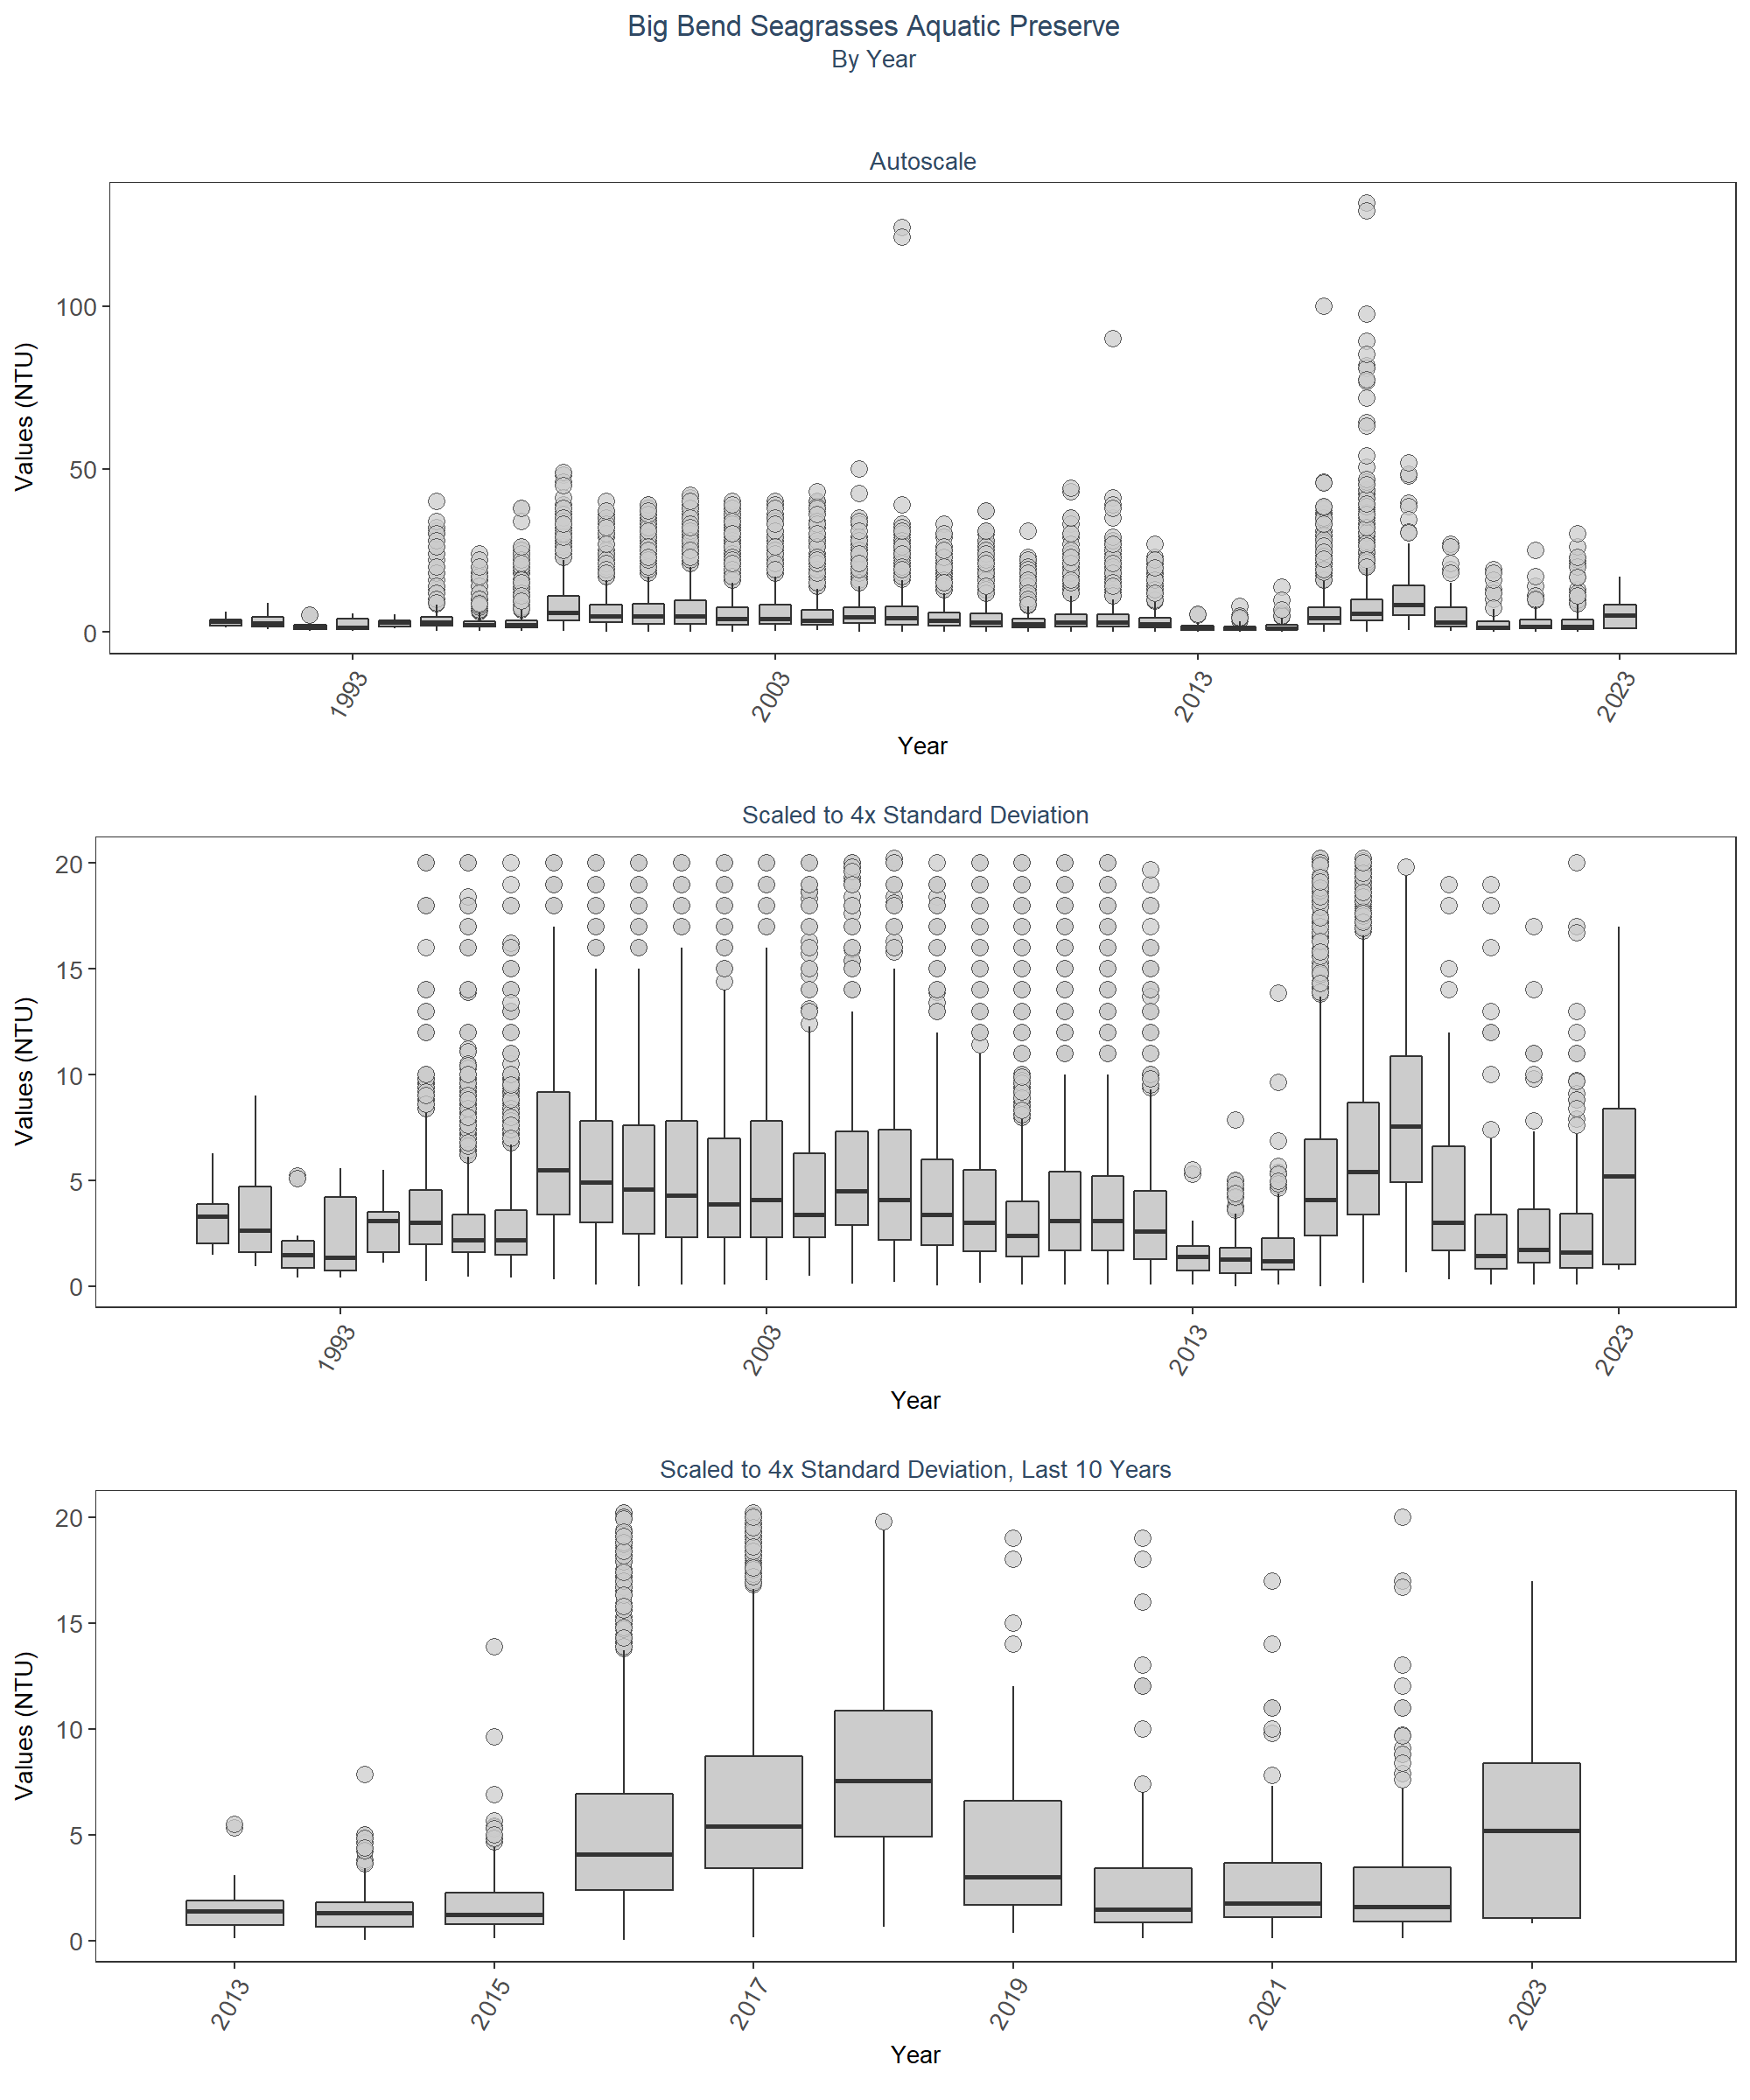 Big Bend Seagrasses Aquatic Preserve
By Year
Autoscale
Values (NTU)
100
50
0
1993
2003
2013
2023
Year
Scaled to 4x Standard Deviation
Values (NTU)
20
15
10
5
0
1993
2003
2013
2023
Year
Scaled to 4x Standard Deviation, Last 10 Years
Values (NTU)
20
15
10
5
0
2013
2015
2017
2019
2021
2023
Year